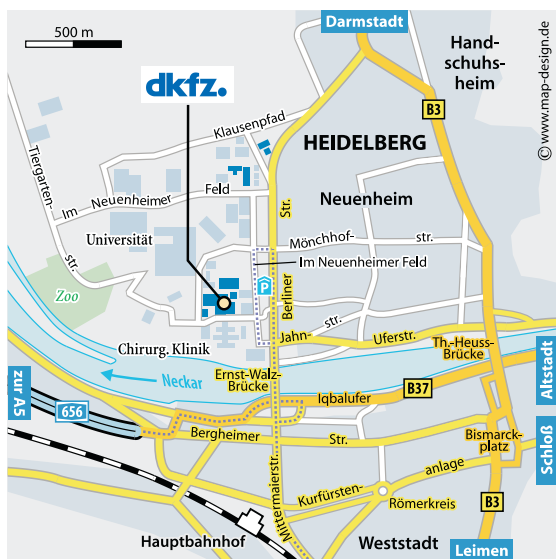 500 m
Darmstadt
Hand-
schuhs-
heim
© www.map-design.de
dkfz.
B3
Klausenpfad
HEIDELBERG
Tiergarten-
str.
Im Neuenheimer Feld
Str.
Neuenheim
Universität
Mönchhof- str.
Im Neuenheimer Feld
Zoo
P
Berliner
Jahn- str.
Uferstr.
Th.-Heuss-
Brücke
Chirurg. Klinik
Neckar
Ernst-Walz-
Brücke
Altstadt
zur A5
656
Iqbalufer
B37
Bergheimer Str.
Bismarck-
platz
Schloß
Mittermaierstr.
Kurfürsten- anlage
Römerkreis
B3
Hauptbahnhof
Weststadt
Leimen